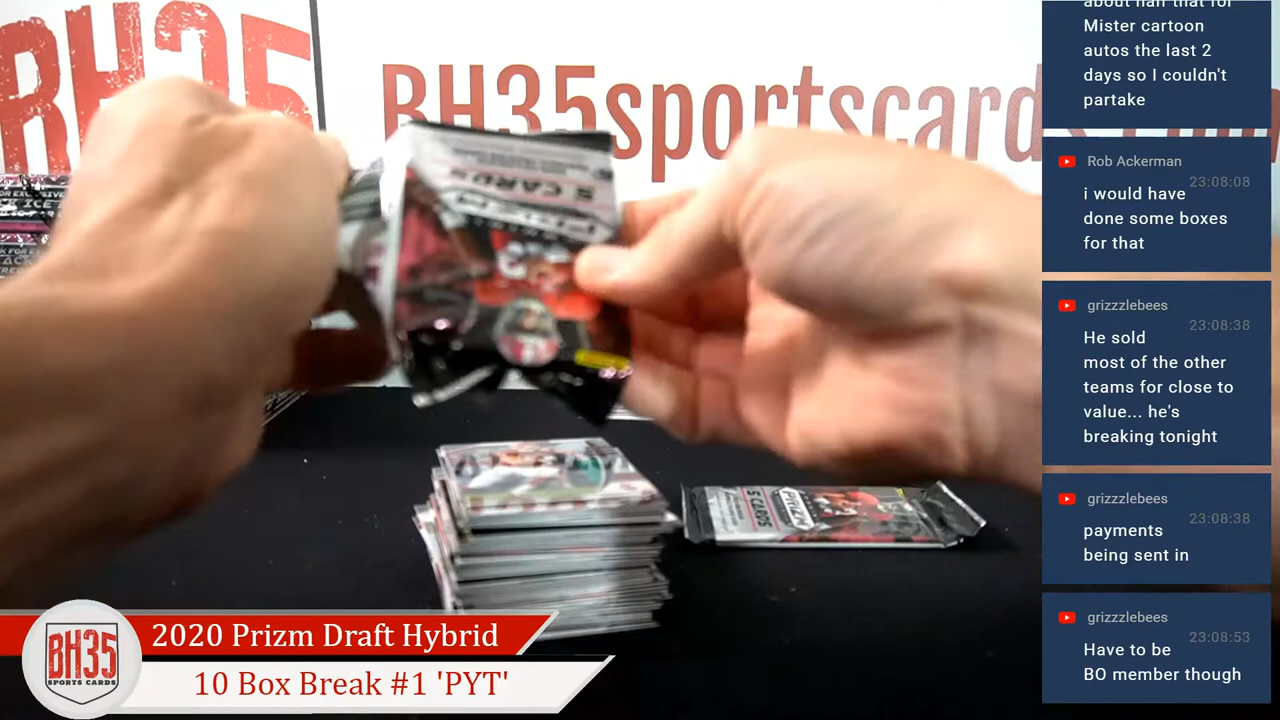 BH35
BH35sportscards.com
5 CARDS
PRIZM
5 CARDS
PRIZM
about half that for
Mister cartoon
autos the last 2
days so I couldn't
partake
Rob Ackerman
23:08:08
i would have
done some boxes
for that
grizzzlebees
23:08:38
He sold
most of the other
teams for close to
value... he's
breaking tonight
grizzzlebees
23:08:38
payments
being sent in
grizzzlebees
23:08:53
Have to be
BO member though
BH35
SPORTS CARDS
2020 Prizm Draft Hybrid
10 Box Break #1 'PYT'